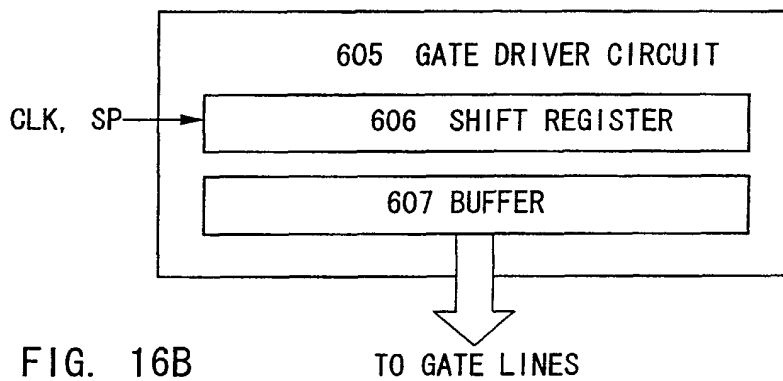 605 GATE DRIVER CIRCUIT
CLK, SP
606 SHIFT REGISTER
607 BUFFER
FIG. 16B
TO GATE LINES